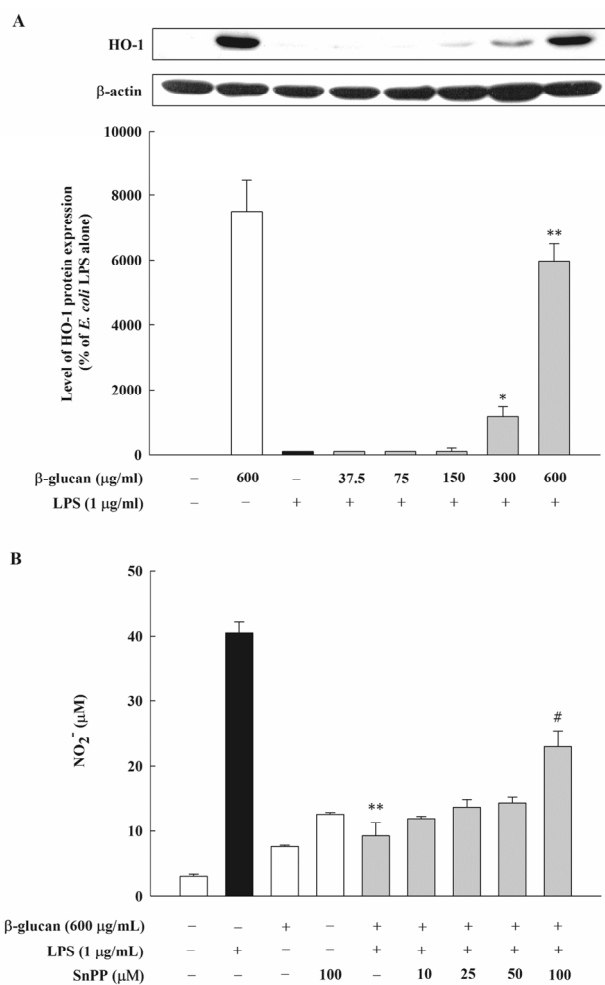 A
HO-1
β-actin
Level of HO-1 protein expression
(% of E. coli LPS alone)
10000
8000
6000
4000
2000
0
*
**
β-glucan (μg/ml) – 600 – 37.5 75 150 300 600
LPS (1 μg/ml) – – + + + + + +
B
NO₂⁻ (μM)
50
40
30
20
10
0
**
#
β-glucan (600 μg/mL) – – + – + + + + +
LPS (1 μg/mL) – + – – + + + + +
SnPP (μM) – – – 100 – 10 25 50 100